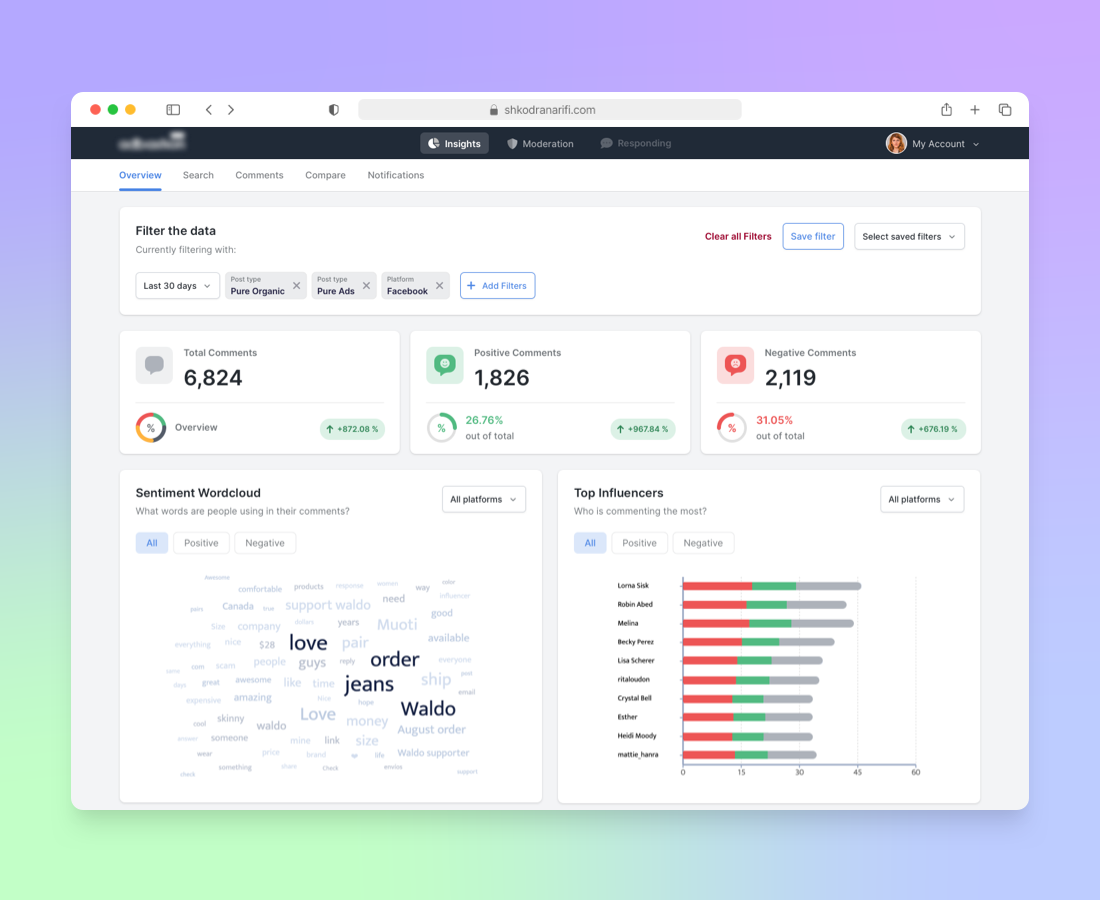 shkodranarifi.com
Insights
Moderation
Responding
My Account
Overview
Search
Comments
Compare
Notifications
Filter the data
Currently filtering with:
Clear all Filters
Save filter
Select saved filters
Last 30 days
Post type
Pure Organic
Post type
Pure Ads
Platform
Facebook
+ Add Filters
Total Comments
6,824
%
Overview
+872.08 %
Positive Comments
1,826
%
26.76%
out of total
+967.84 %
Negative Comments
2,119
%
31.05%
out of total
+676.19 %
Sentiment Wordcloud
What words are people using in their comments?
All platforms
All
Positive
Negative
Awesome
comfortable
products
response
women
way
color
influencer
need
pairs
Canada
true
support waldo
good
Size
company
dollars
years
Muoti
available
everything
nice
$28
love
pair
order
everyone
some
com
scam
people
guys
reply
post
days
great
awesome
like
time
jeans
ship
email
expensive
amazing
Nice
hope
Waldo
cool
skinny
waldo
Love
money
August order
answer
someone
mine
link
size
Waldo supporter
wear
price
brand
life
something
share
Check
envise
support
check
Top Influencers
Who is commenting the most?
All platforms
All
Positive
Negative
Lorna Sisk
Robin Abed
Melina
Becky Perez
Lisa Scherer
ritaloudon
Crystal Bell
Esther
Heidi Moody
mattie_hanra
0
15
30
45
60